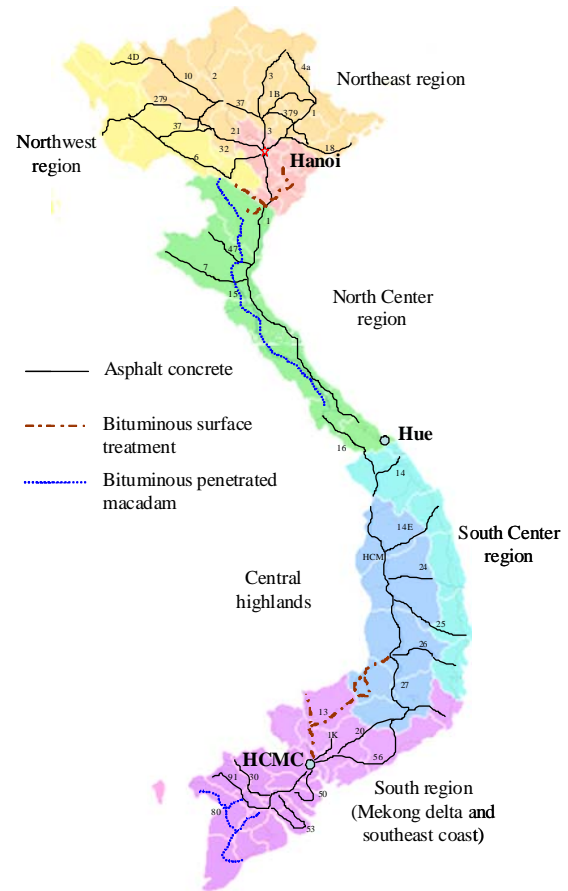 4D
10
2
3
4a
Northeast region
1B
279
37
379
1
37
21
3
32
18
Northwest
region
6
Hanoi
1
47
7
15
North Center
region
Asphalt concrete
Bituminous surface
treatment
Hue
16
Bituminous penetrated
macadam
14
14E
South Center
region
HCM
24
Central
highlands
25
26
27
13
20
1K
HCMC
56
91
30
50
80
53
South region
(Mekong delta and
southeast coast)